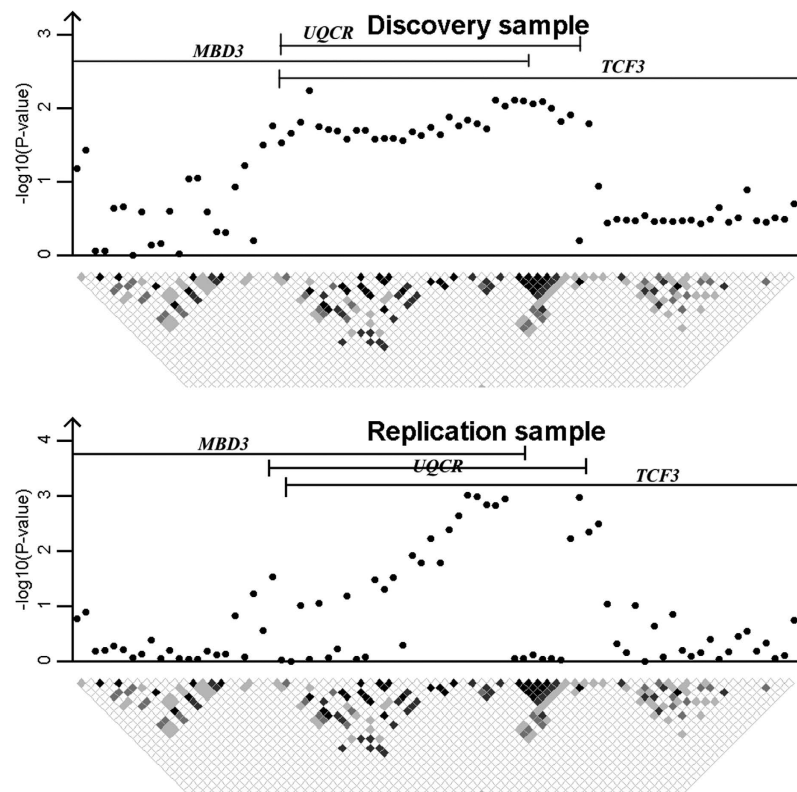 Discovery sample
UQCR
MBD3
TCF3
3
2
1
0
-log10(P-value)
Replication sample
MBD3
UQCR
TCF3
4
3
2
1
0
-log10(P-value)